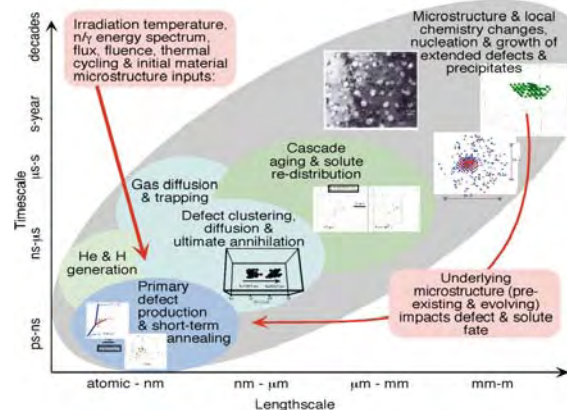 decades
s-year
μs-s
ns-μs
ps-ns
Timescale
Irradiation temperature,
n/γ energy spectrum,
flux, fluence, thermal
cycling & initial material
microstructure inputs:
Microstructure & local
chemistry changes,
nucleation & growth of
extended defects &
precipitates
Cascade
aging & solute
re-distribution
Gas diffusion
& trapping
Defect clustering,
diffusion &
ultimate annihilation
He & H
generation
Primary
defect
production
& short-term
annealing
Underlying
microstructure (pre-
existing & evolving)
impacts defect & solute
fate
atomic - nm
nm - μm
μm - mm
mm-m
Lengthscale